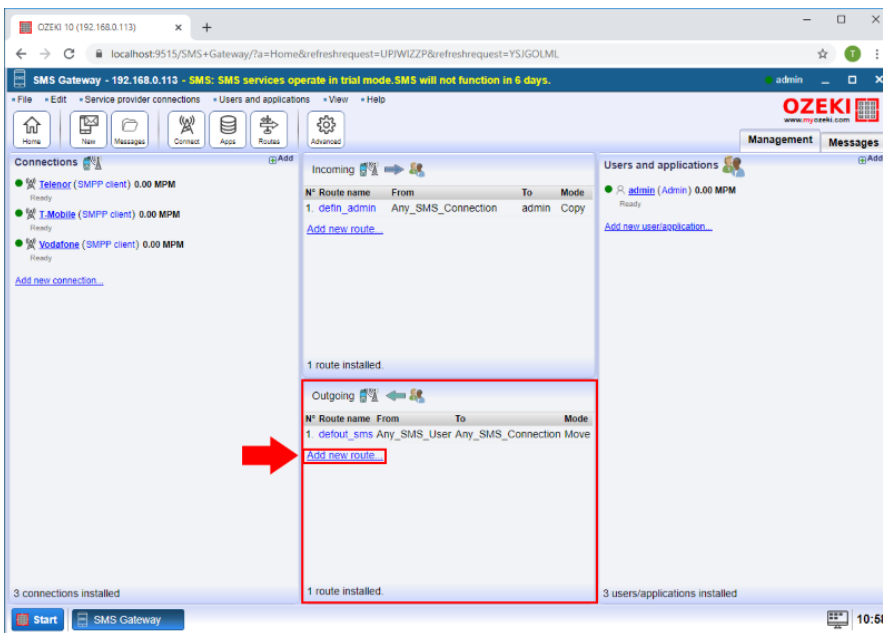 OZEKI 10 (192.168.0.113)
localhost:9515/SMS+Gateway/?a=Home&refreshrequest=UPJWIZZP&refreshrequest=YSJGOLML
T
SMS Gateway - 192.168.0.113 - SMS: SMS services operate in trial mode.SMS will not function in 6 days.
admin
File Edit Service provider connections Users and applications View Help
OZEKI
www.myozeki.com
Home New Messages Connect Apps Routes Advanced
Management Messages
Connections
Add
Telenor (SMPP client) 0.00 MPM
Ready
T-Mobile (SMPP client) 0.00 MPM
Ready
Vodafone (SMPP client) 0.00 MPM
Ready
Add new connection...
3 connections installed
Incoming
N° Route name From To Mode
1. defin_admin Any_SMS_Connection admin Copy
Add new route...
1 route installed.
Outgoing
N° Route name From To Mode
1. defout_sms Any_SMS_User Any_SMS_Connection Move
Add new route...
1 route installed.
Users and applications
Add
admin (Admin) 0.00 MPM
Ready
Add new user/application...
3 users/applications installed
Start
SMS Gateway
10:58